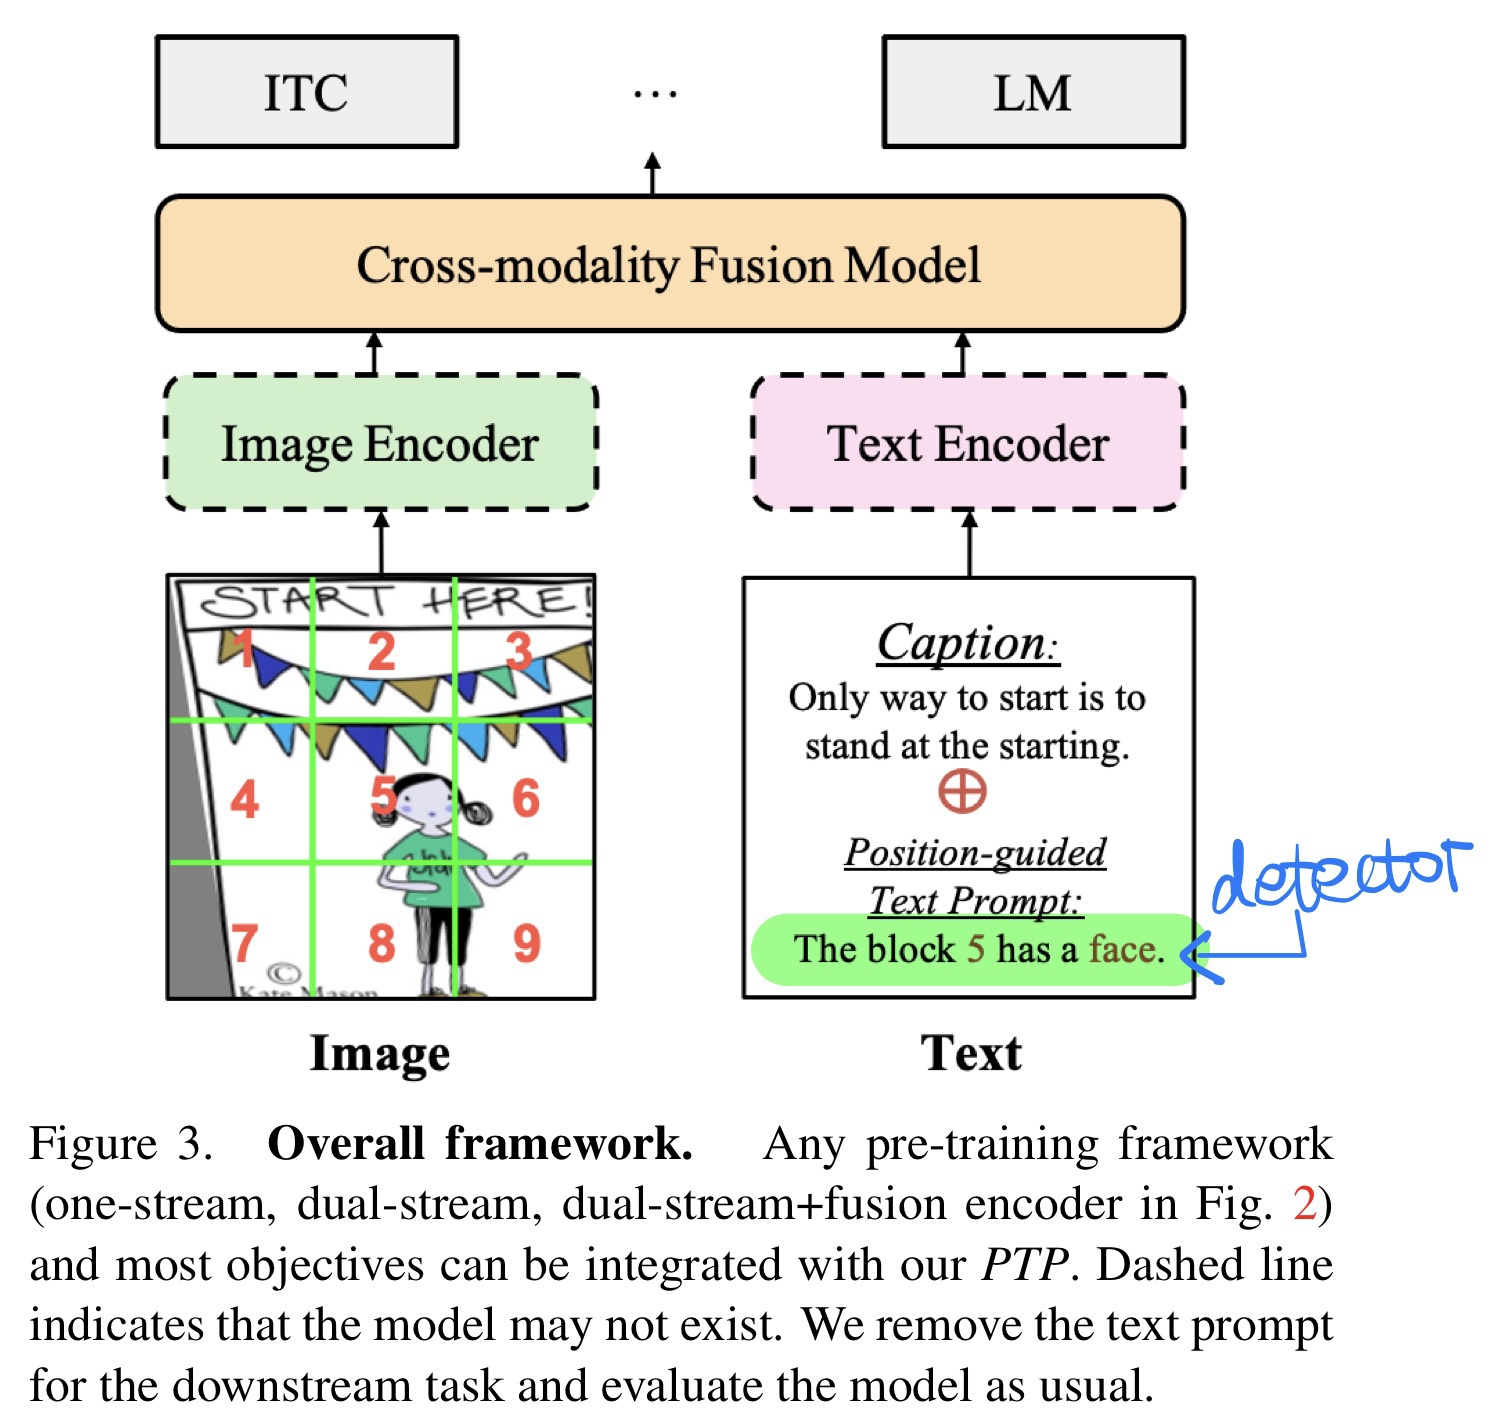 ITC
...
LM
Cross-modality Fusion Model
Image Encoder
Text Encoder
START HERE!
1
2
3
4
5
6
7
8
9
©
Kate Mason
Caption:
Only way to start is to
stand at the starting.
Position-guided
Text Prompt:
The block 5 has a face.
detector
Image
Text
Figure 3. Overall framework. Any pre-training framework
(one-stream, dual-stream, dual-stream+fusion encoder in Fig. 2)
and most objectives can be integrated with our PTP. Dashed line
indicates that the model may not exist. We remove the text prompt
for the downstream task and evaluate the model as usual.